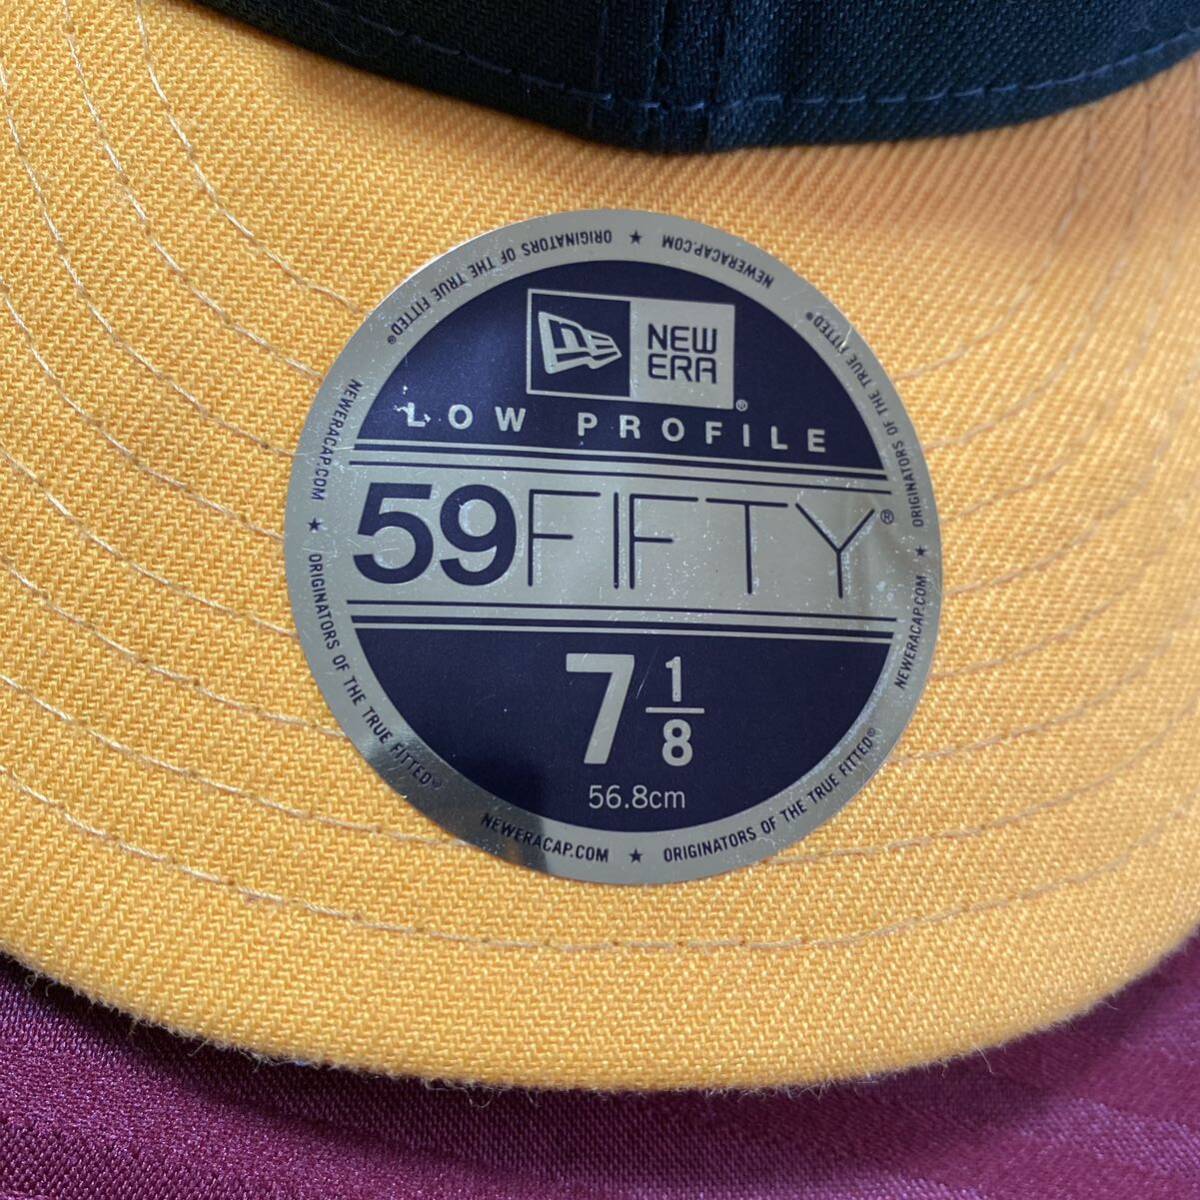 NEW
ERA®
LOW PROFILE
59FIFTY®
7 1/8
56.8cm
NEWERACAP.COM ★ ORIGINATORS OF THE TRUE FITTED®
NEWERACAP.COM ★ ORIGINATORS OF THE TRUE FITTED®
NEWERACAP.COM ★ ORIGINATORS OF THE TRUE FITTED®
NEWERACAP.COM ★ ORIGINATORS OF THE TRUE FITTED®